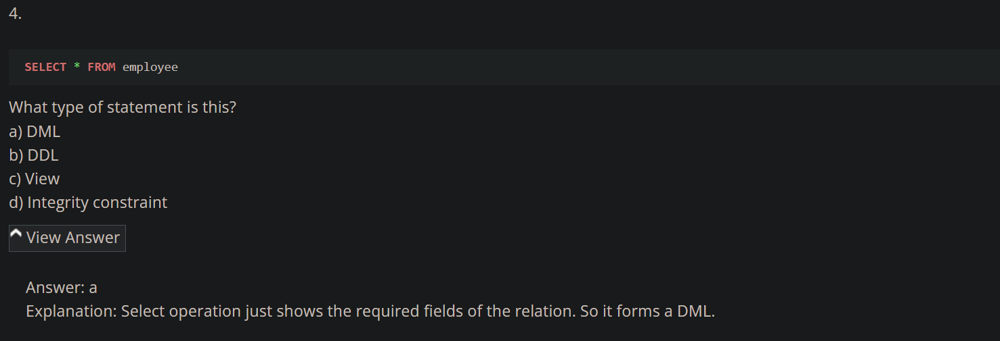 4.
SELECT * FROM employee
What type of statement is this?
a) DML
b) DDL
c) View
d) Integrity constraint
View Answer
Answer: a
Explanation: Select operation just shows the required fields of the relation. So it forms a DML.